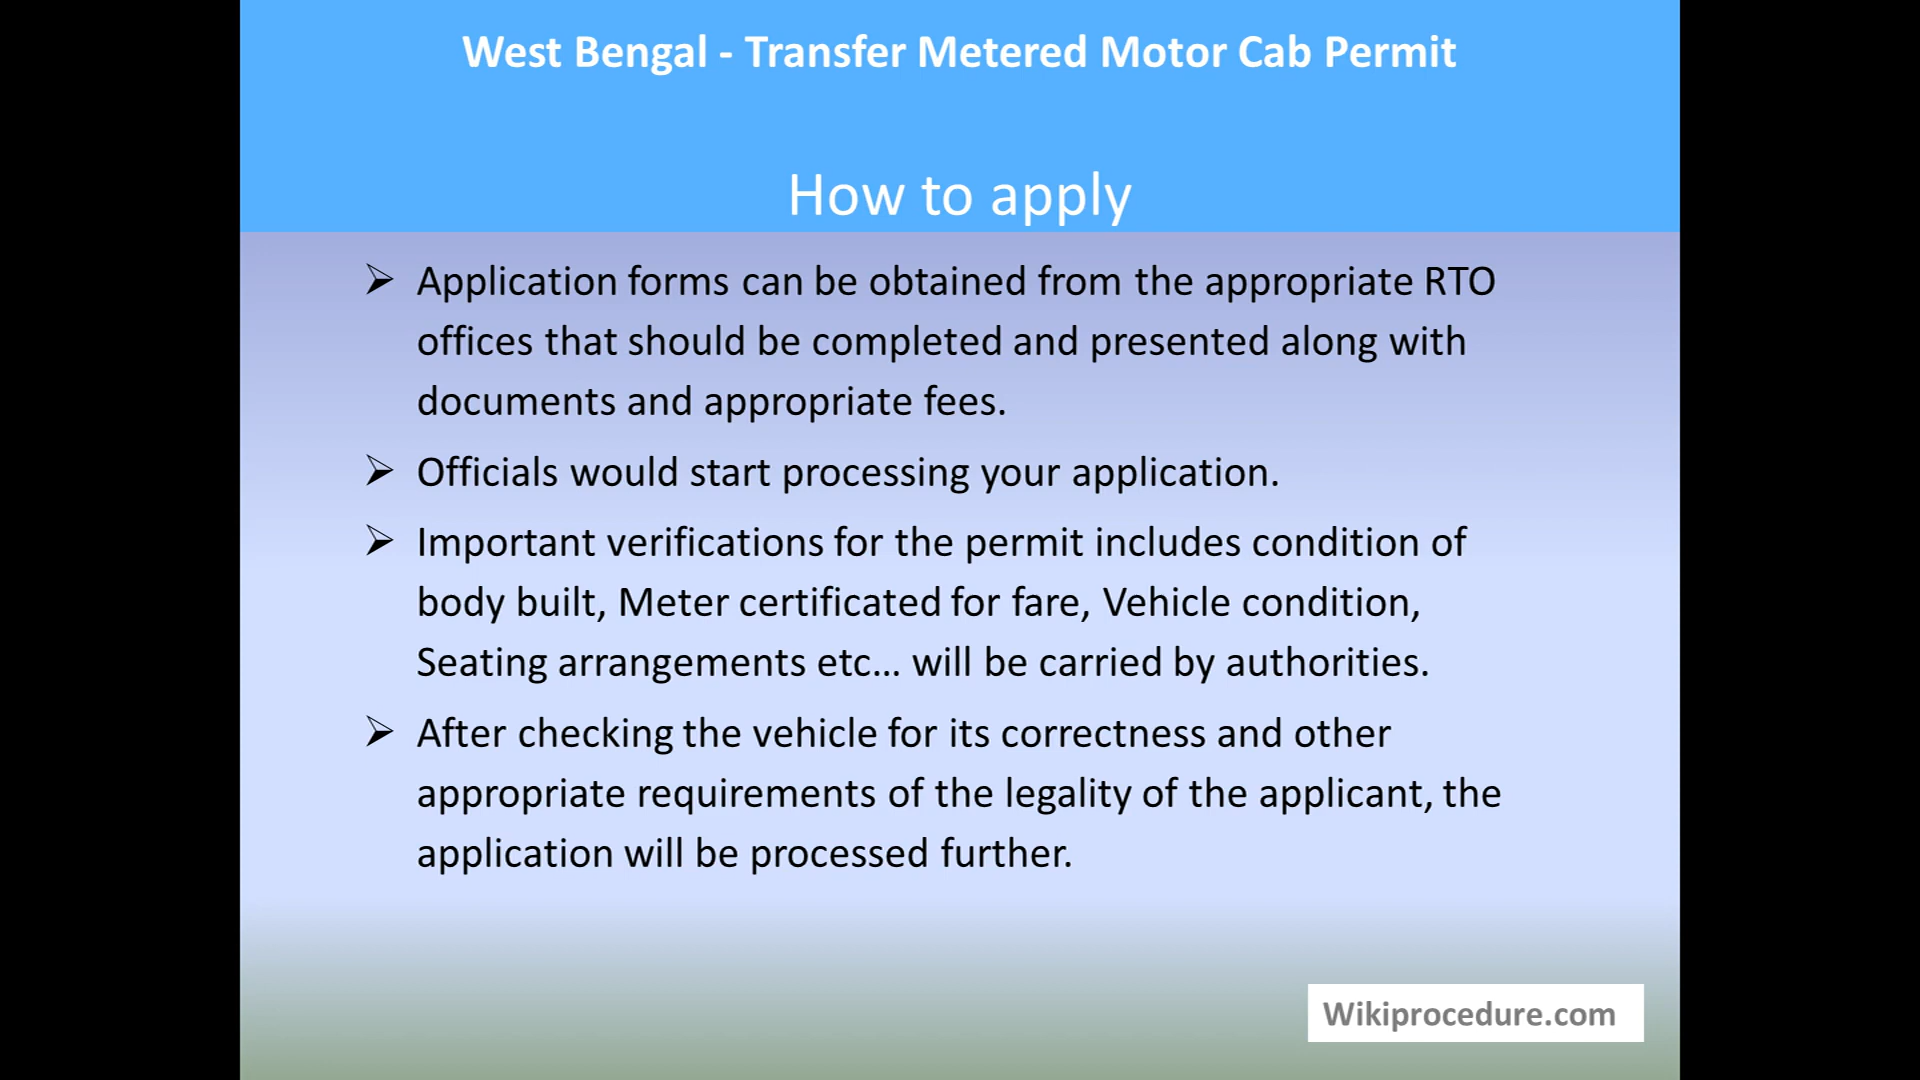 West Bengal - Transfer Metered Motor Cab Permit
How to apply
➢ Application forms can be obtained from the appropriate RTO
offices that should be completed and presented along with
documents and appropriate fees.
➢ Officials would start processing your application.
➢ Important verifications for the permit includes condition of
body built, Meter certificated for fare, Vehicle condition,
Seating arrangements etc… will be carried by authorities.
➢ After checking the vehicle for its correctness and other
appropriate requirements of the legality of the applicant, the
application will be processed further.
Wikiprocedure.com